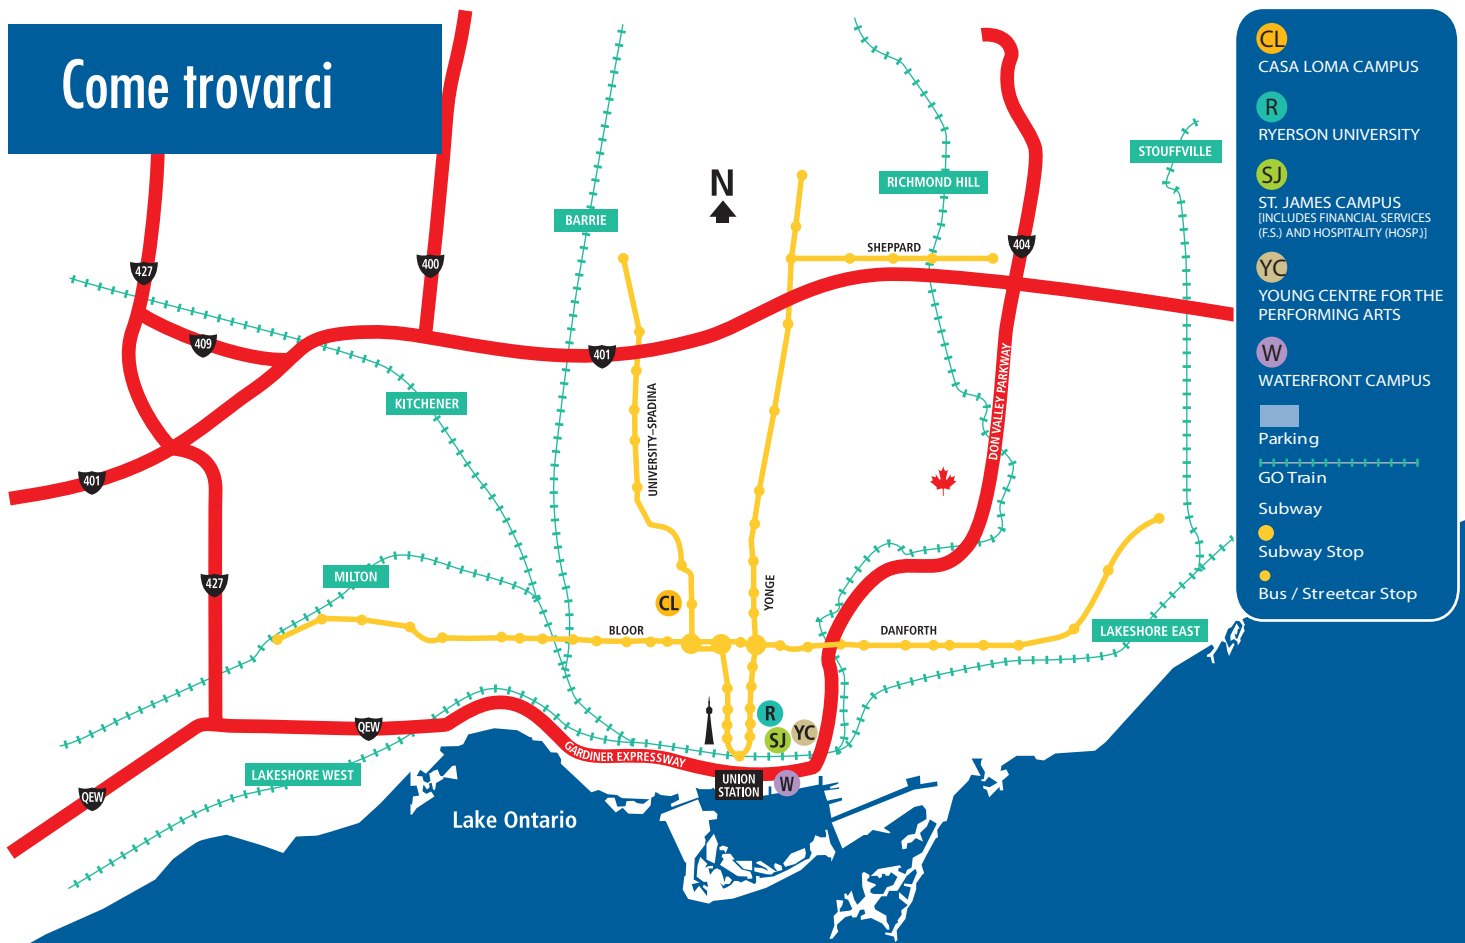 Come trovarci
CL
CASA LOMA CAMPUS
R
RYERSON UNIVERSITY
SJ
ST. JAMES CAMPUS
[INCLUDES FINANCIAL SERVICES
(F.S.) AND HOSPITALITY (HOSP.)]
YC
YOUNG CENTRE FOR THE
PERFORMING ARTS
W
WATERFRONT CAMPUS
Parking
GO Train
Subway
Subway Stop
Bus / Streetcar Stop
N
STOUFFVILLE
RICHMOND HILL
BARRIE
SHEPPARD
404
400
427
409
401
KITCHENER
UNIVERSITY–SPADINA
DON VALLEY PARKWAY
401
427
MILTON
YONGE
CL
BLOOR
DANFORTH
LAKESHORE EAST
R
SJ
YC
QEW
GARDINER EXPRESSWAY
LAKESHORE WEST
UNION
STATION
W
QEW
Lake Ontario